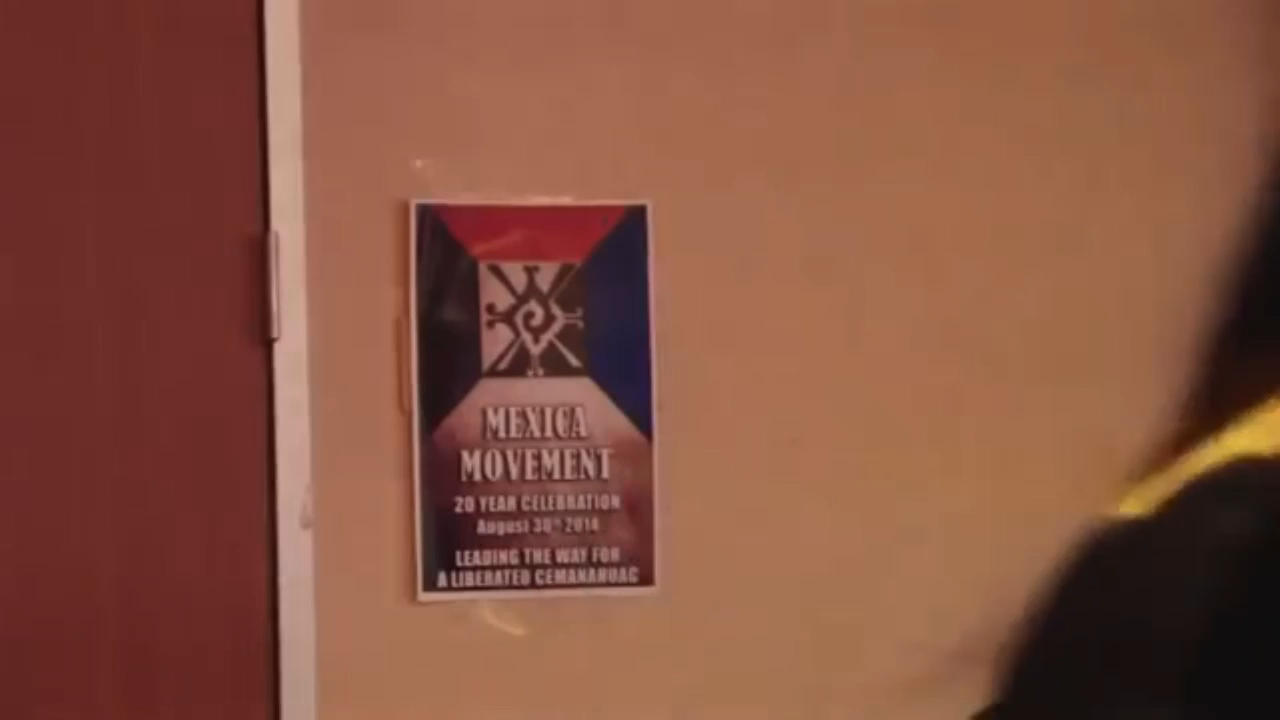 MEXICA
MOVEMENT
20 YEAR CELEBRATION
August 30th 2014
LEADING THE WAY FOR
A LIBERATED CEMANAHUAC